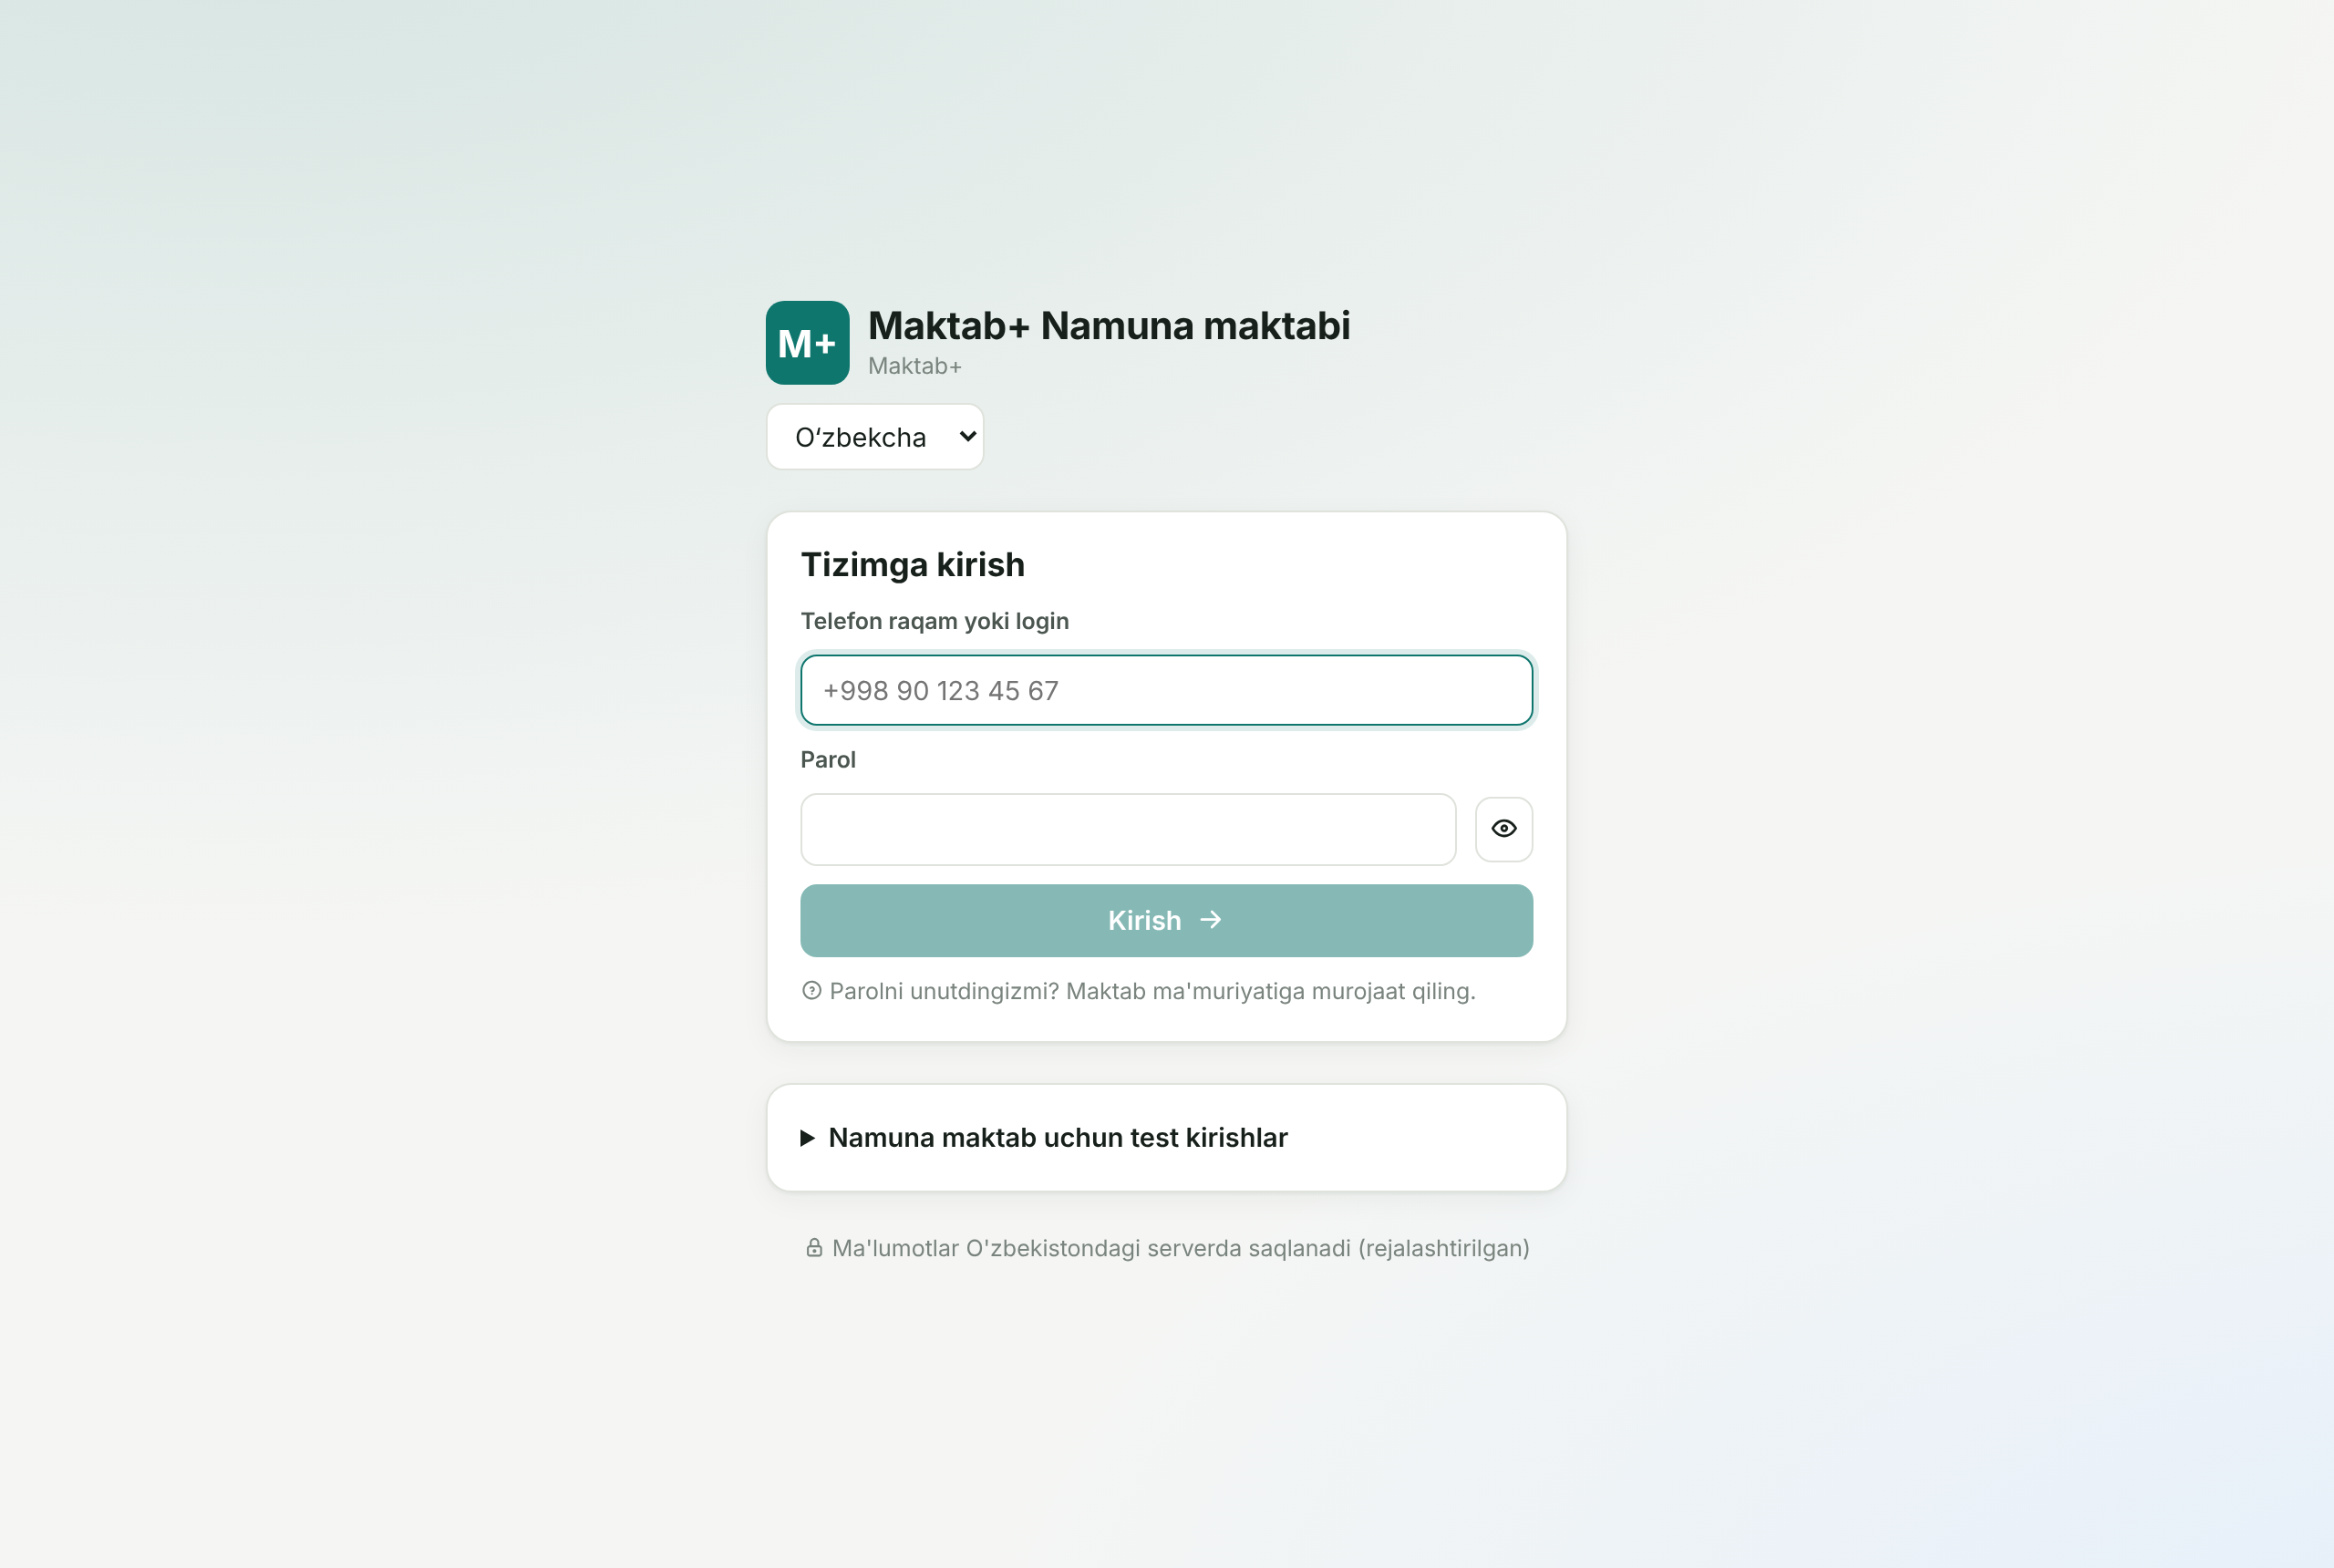 M+
Maktab+ Namuna maktabi
Maktab+
Oʻzbekcha
Tizimga kirish
Telefon raqam yoki login
+998 90 123 45 67
Parol
Kirish →
Parolni unutdingizmi? Maktab ma'muriyatiga murojaat qiling.
Namuna maktab uchun test kirishlar
Ma'lumotlar O'zbekistondagi serverda saqlanadi (rejalashtirilgan)